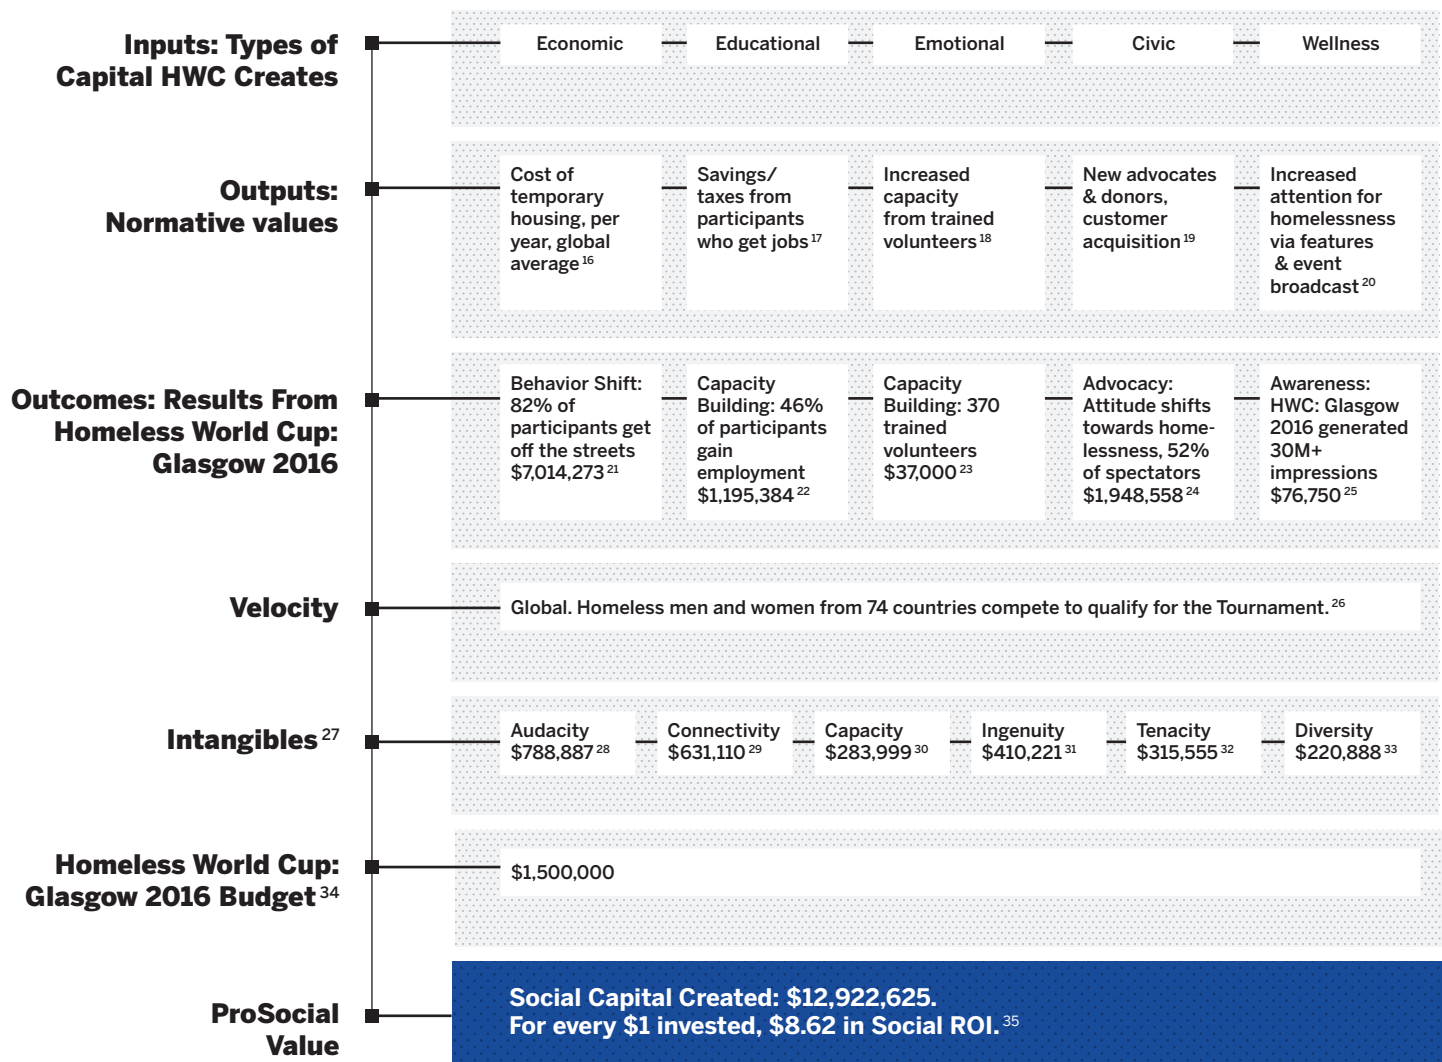 Inputs: Types of
Capital HWC Creates
Economic
Educational
Emotional
Civic
Wellness
Outputs:
Normative values
Cost of
temporary
housing, per
year, global
average 16
Savings/
taxes from
participants
who get jobs 17
Increased
capacity
from trained
volunteers 18
New advocates
& donors,
customer
acquisition 19
Increased
attention for
homelessness
via features
& event
broadcast 20
Outcomes: Results From
Homeless World Cup:
Glasgow 2016
Behavior Shift:
82% of
participants get
off the streets
$7,014,273 21
Capacity
Building: 46%
of participants
gain
employment
$1,195,384 22
Capacity
Building: 370
trained
volunteers
$37,000 23
Advocacy:
Attitude shifts
towards home-
lessness, 52%
of spectators
$1,948,558 24
Awareness:
HWC: Glasgow
2016 generated
30M+
impressions
$76,750 25
Velocity
Global. Homeless men and women from 74 countries compete to qualify for the Tournament. 26
Intangibles 27
Audacity
$788,887 28
Connectivity
$631,110 29
Capacity
$283,999 30
Ingenuity
$410,221 31
Tenacity
$315,555 32
Diversity
$220,888 33
Homeless World Cup:
Glasgow 2016 Budget 34
$1,500,000
ProSocial
Value
Social Capital Created: $12,922,625.
For every $1 invested, $8.62 in Social ROI. 35